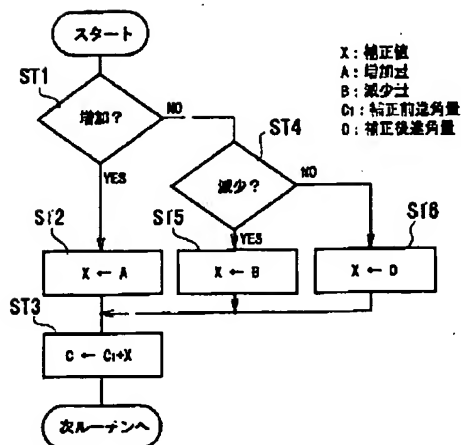 スタート
ST1
増加?
NO
YES
ST4
減少?
NO
YES
X:補正値
A:増加量
B:減少量
C₁:補正前進角量
D:補正後進角量
ST2
X ← A
ST5
X ← B
ST6
X ← D
ST3
C ← C₁+X
次ルーチンへ